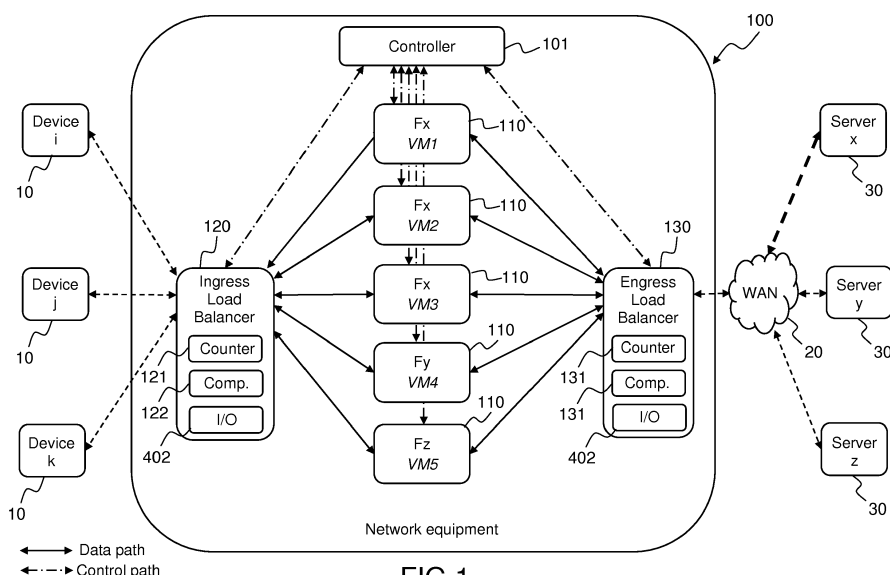 100
Controller
101
Device
i
10
Fx
VM1
110
Server
x
30
Fx
VM2
110
120
Ingress
Load
Balancer
Counter
121
Comp.
122
I/O
402
Device
j
10
Fx
VM3
110
130
Engress
Load
Balancer
Counter
131
Comp.
131
I/O
402
WAN
20
Server
y
30
Fy
VM4
110
Device
k
10
Fz
VM5
110
Server
z
30
Network equipment
Data path
Control path
FIG 1